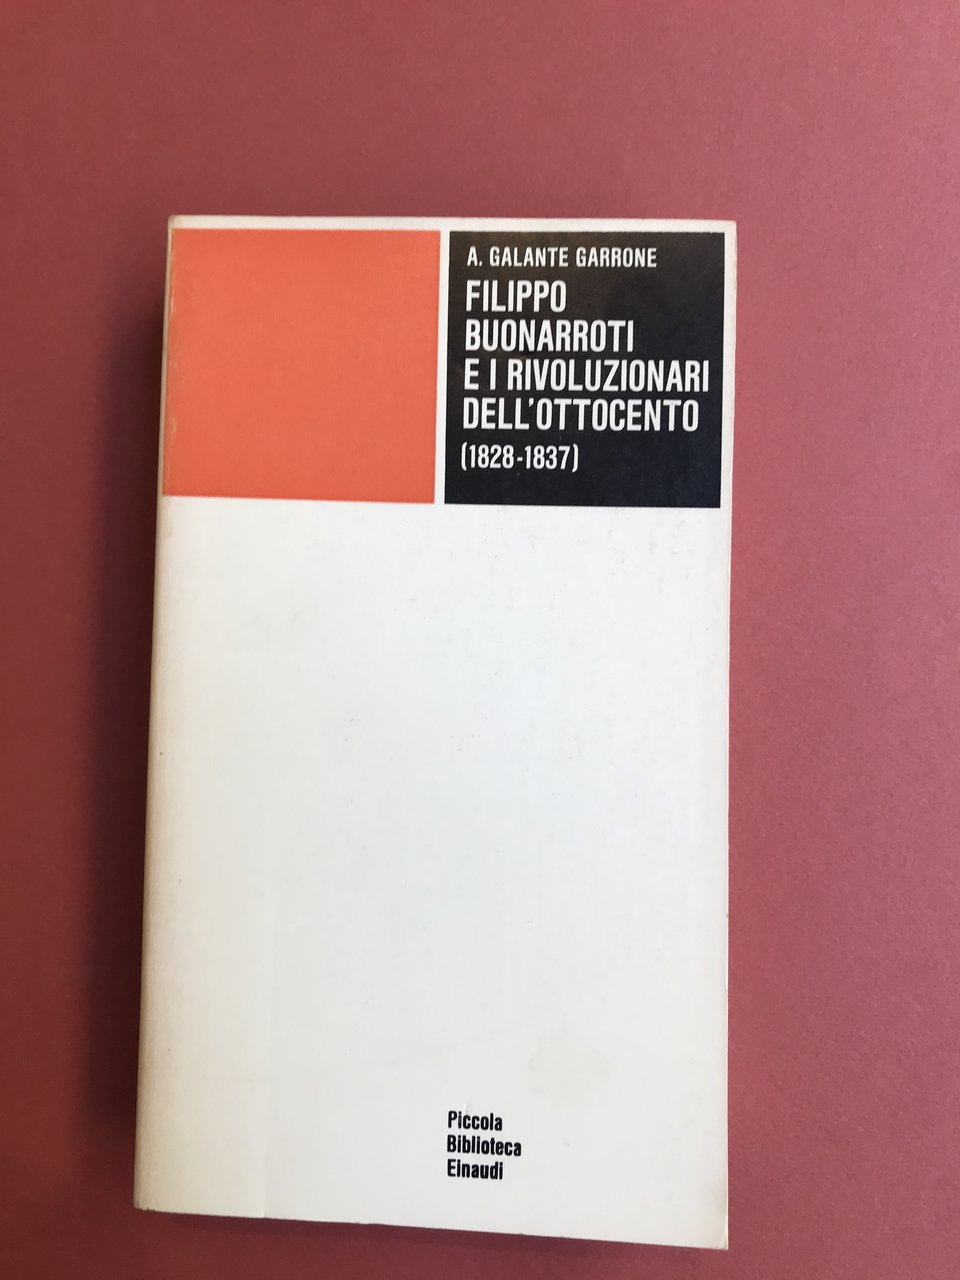 A. GALANTE GARRONE
FILIPPO
BUONARROTI
E I RIVOLUZIONARI
DELL'OTTOCENTO
(1828-1837)
Piccola
Biblioteca
Einaudi